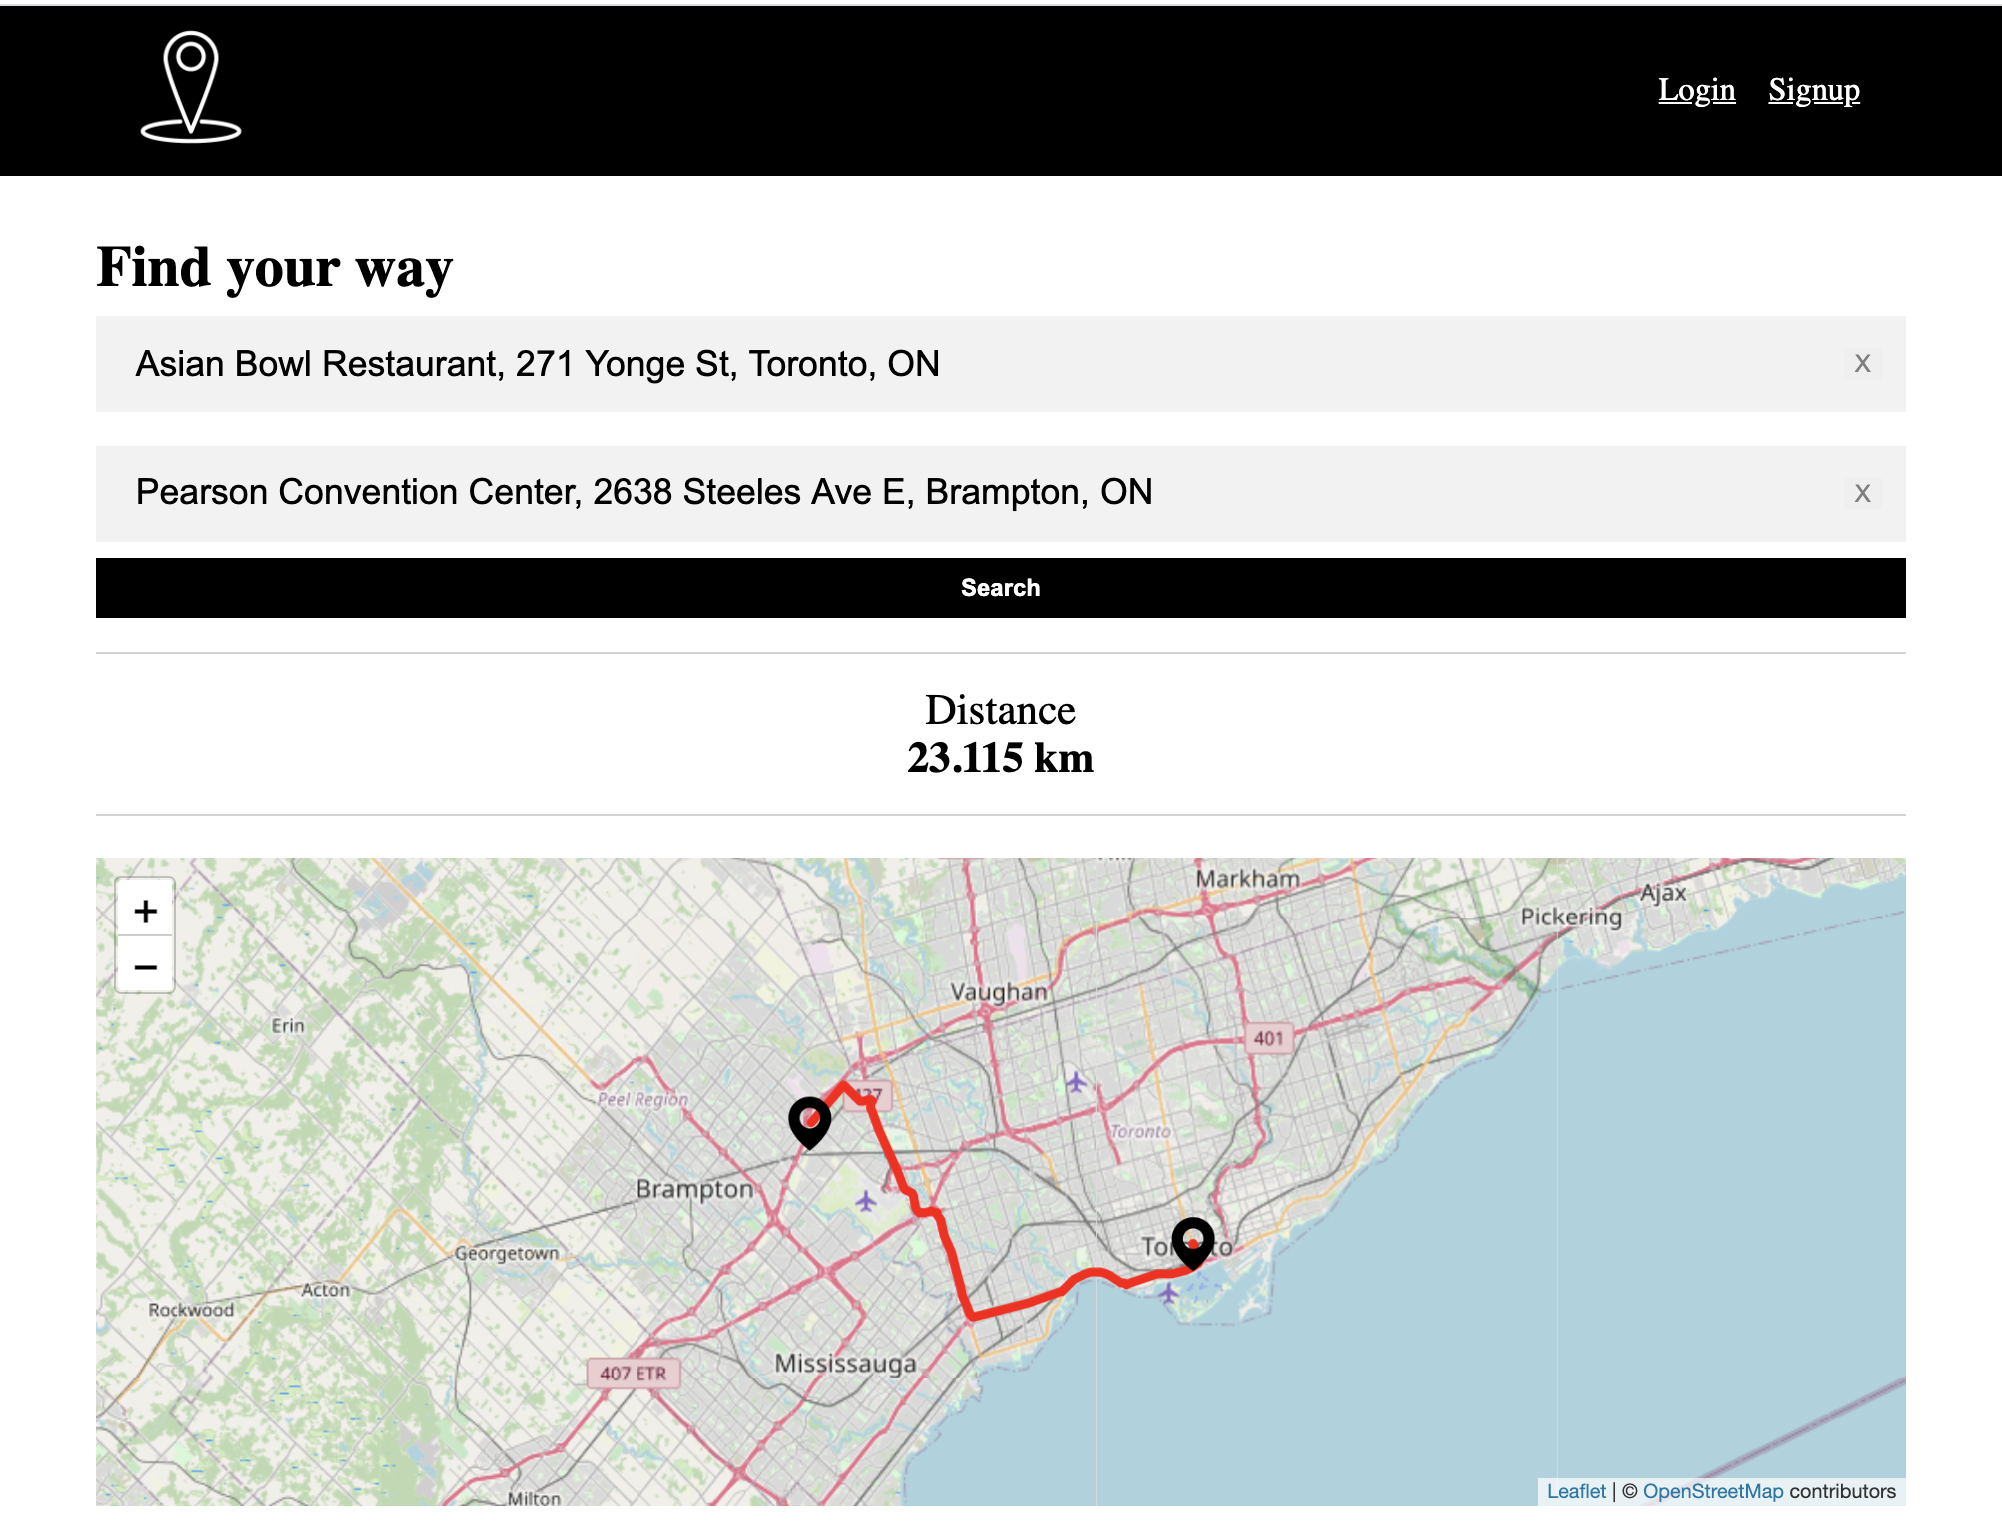 Login Signup
Find your way
Asian Bowl Restaurant, 271 Yonge St, Toronto, ON X
Pearson Convention Center, 2638 Steeles Ave E, Brampton, ON X
Search
Distance
23.115 km
+
−
Markham
Ajax
Pickering
Vaughan
Erin
401
Peel Region
Toronto
Brampton
Georgetown
Acton
Rockwood
Mississauga
407 ETR
Milton
Leaflet | © OpenStreetMap contributors